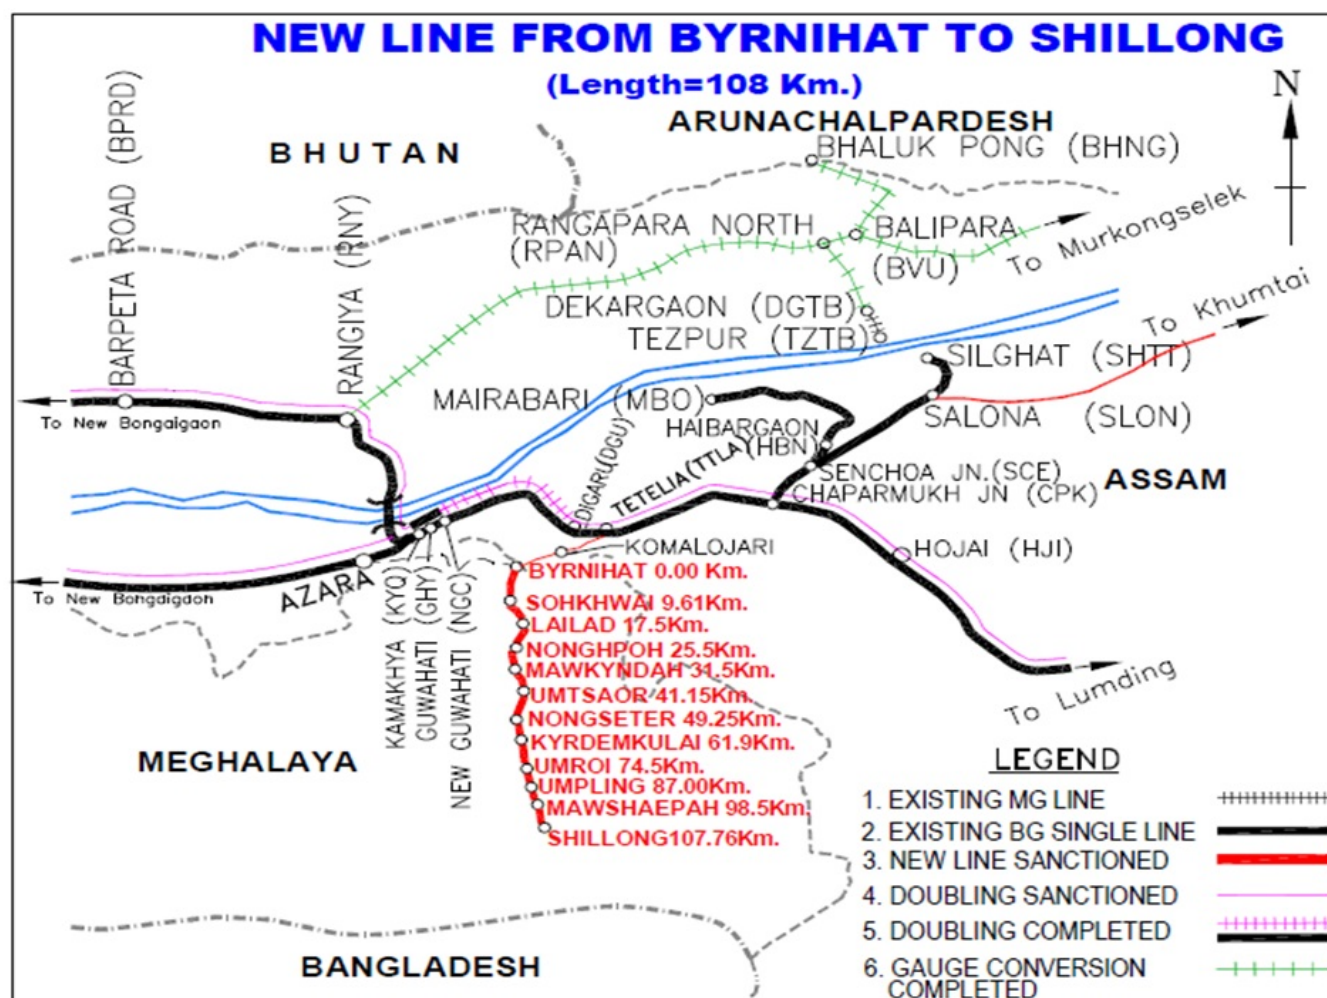 NEW LINE FROM BYRNIHAT TO SHILLONG
(Length=108 Km.)
N
ARUNACHALPARDESH
BHUTAN
BHALUK PONG (BHNG)
BARPETA ROAD (BPRD)
RANGIYA (RNY)
RANGAPARA NORTH
(RPAN)
BALIPARA
(BVU)
To Murkongselek
DEKARGAON (DGTB)
TEZPUR (TZTB)
To Khumtai
SILGHAT (SHTT)
MAIRABARI (MBO)
SALONA (SLON)
To New Bongaigaon
HAIBARGAON
(HBN)
DIGARU(DGU)
TETELIA(TTLA)
SENCHOA JN.(SCE)
ASSAM
CHAPARMUKH JN (CPK)
KOMALOJARI
HOJAI (HJI)
AZARA
To New Bohgdigdoh
KAMAKHYA (KYQ)
GUWAHATI (GHY)
NEW GUWAHATI (NGC)
BYRNIHAT 0.00 Km.
SOHKHWAI 9.61Km.
LAILAD 17.5Km.
NONGHPOH 25.5Km.
MAWKYNDAH 31.5Km.
UMTSAOR 41.15Km.
NONGSETER 49.25Km.
KYRDEMKULAI 61.9Km.
UMROI 74.5Km.
UMPLING 87.00Km.
MAWSHAEPAH 98.5Km.
SHILLONG107.76Km.
To Lumding
MEGHALAYA
BANGLADESH
LEGEND
1. EXISTING MG LINE
2. EXISTING BG SINGLE LINE
3. NEW LINE SANCTIONED
4. DOUBLING SANCTIONED
5. DOUBLING COMPLETED
6. GAUGE CONVERSION
COMPLETED